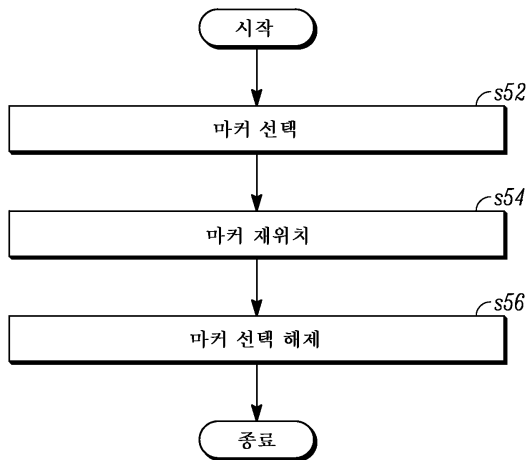 시작
s52
마커 선택
s54
마커 재위치
s56
마커 선택 해제
종료